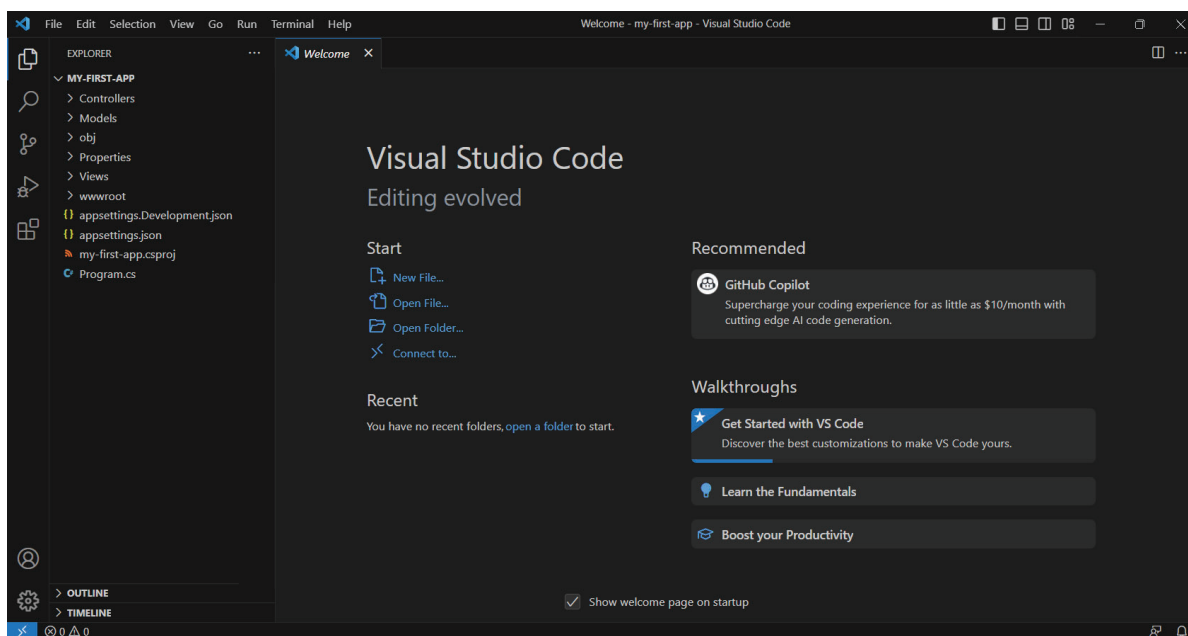 File Edit Selection View Go Run Terminal Help
Welcome - my-first-app - Visual Studio Code
EXPLORER
MY-FIRST-APP
Controllers
Models
obj
Properties
Views
wwwroot
appsettings.Development.json
appsettings.json
my-first-app.csproj
Program.cs
OUTLINE
TIMELINE
Welcome
Visual Studio Code
Editing evolved
Start
New File...
Open File...
Open Folder...
Connect to...
Recent
You have no recent folders, open a folder to start.
Recommended
GitHub Copilot
Supercharge your coding experience for as little as $10/month with
cutting edge AI code generation.
Walkthroughs
Get Started with VS Code
Discover the best customizations to make VS Code yours.
Learn the Fundamentals
Boost your Productivity
Show welcome page on startup
0 0